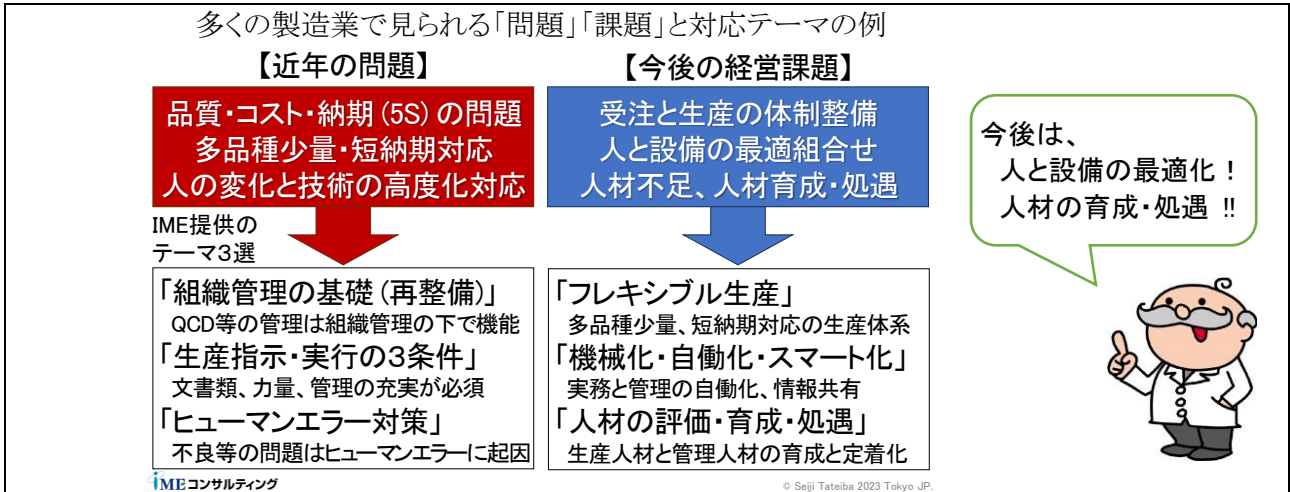 多くの製造業で見られる「問題」「課題」と対応テーマの例
【近年の問題】
品質・コスト・納期(5S)の問題
多品種少量・短納期対応
人の変化と技術の高度化対応
IME提供の
テーマ3選
「組織管理の基礎(再整備)」
QCD等の管理は組織管理の下で機能
「生産指示・実行の3条件」
文書類、力量、管理の充実が必須
「ヒューマンエラー対策」
不良等の問題はヒューマンエラーに起因
【今後の経営課題】
受注と生産の体制整備
人と設備の最適組合せ
人材不足、人材育成・処遇
「フレキシブル生産」
多品種少量、短納期対応の生産体系
「機械化・自働化・スマート化」
実務と管理の自働化、情報共有
「人材の評価・育成・処遇」
生産人材と管理人材の育成と定着化
今後は、
人と設備の最適化！
人材の育成・処遇 !!
IMEコンサルティング
© Seiji Tateiba 2023 Tokyo JP.